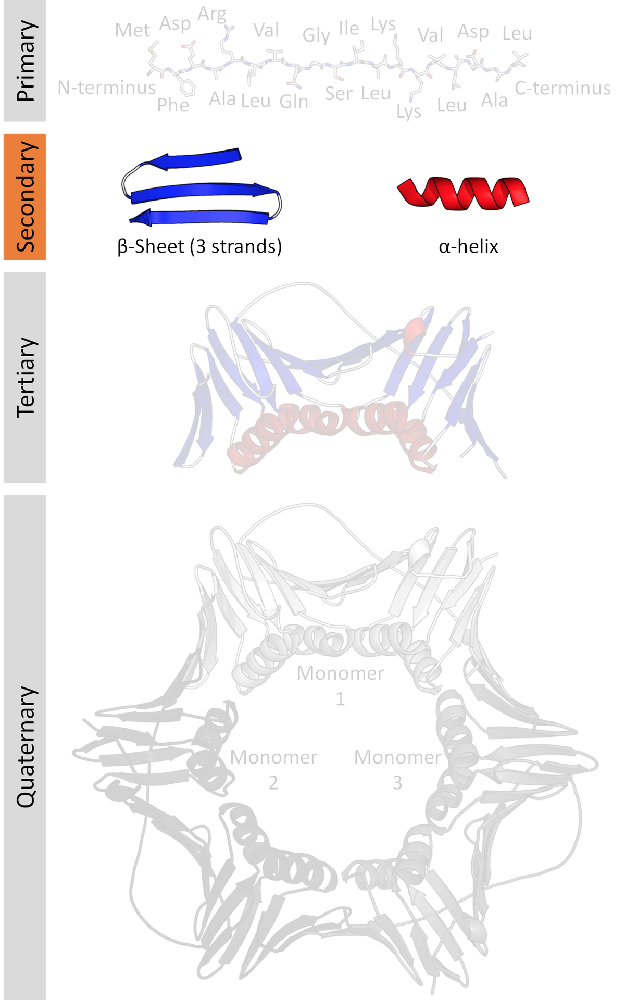 Primary
Met Asp Arg Val Gly Ile Lys Val Asp Leu
N-terminus Phe Ala Leu Gln Ser Leu Lys Leu Ala C-terminus
Secondary
β-Sheet (3 strands)
α-helix
Tertiary
Quaternary
Monomer
1
Monomer
2
Monomer
3